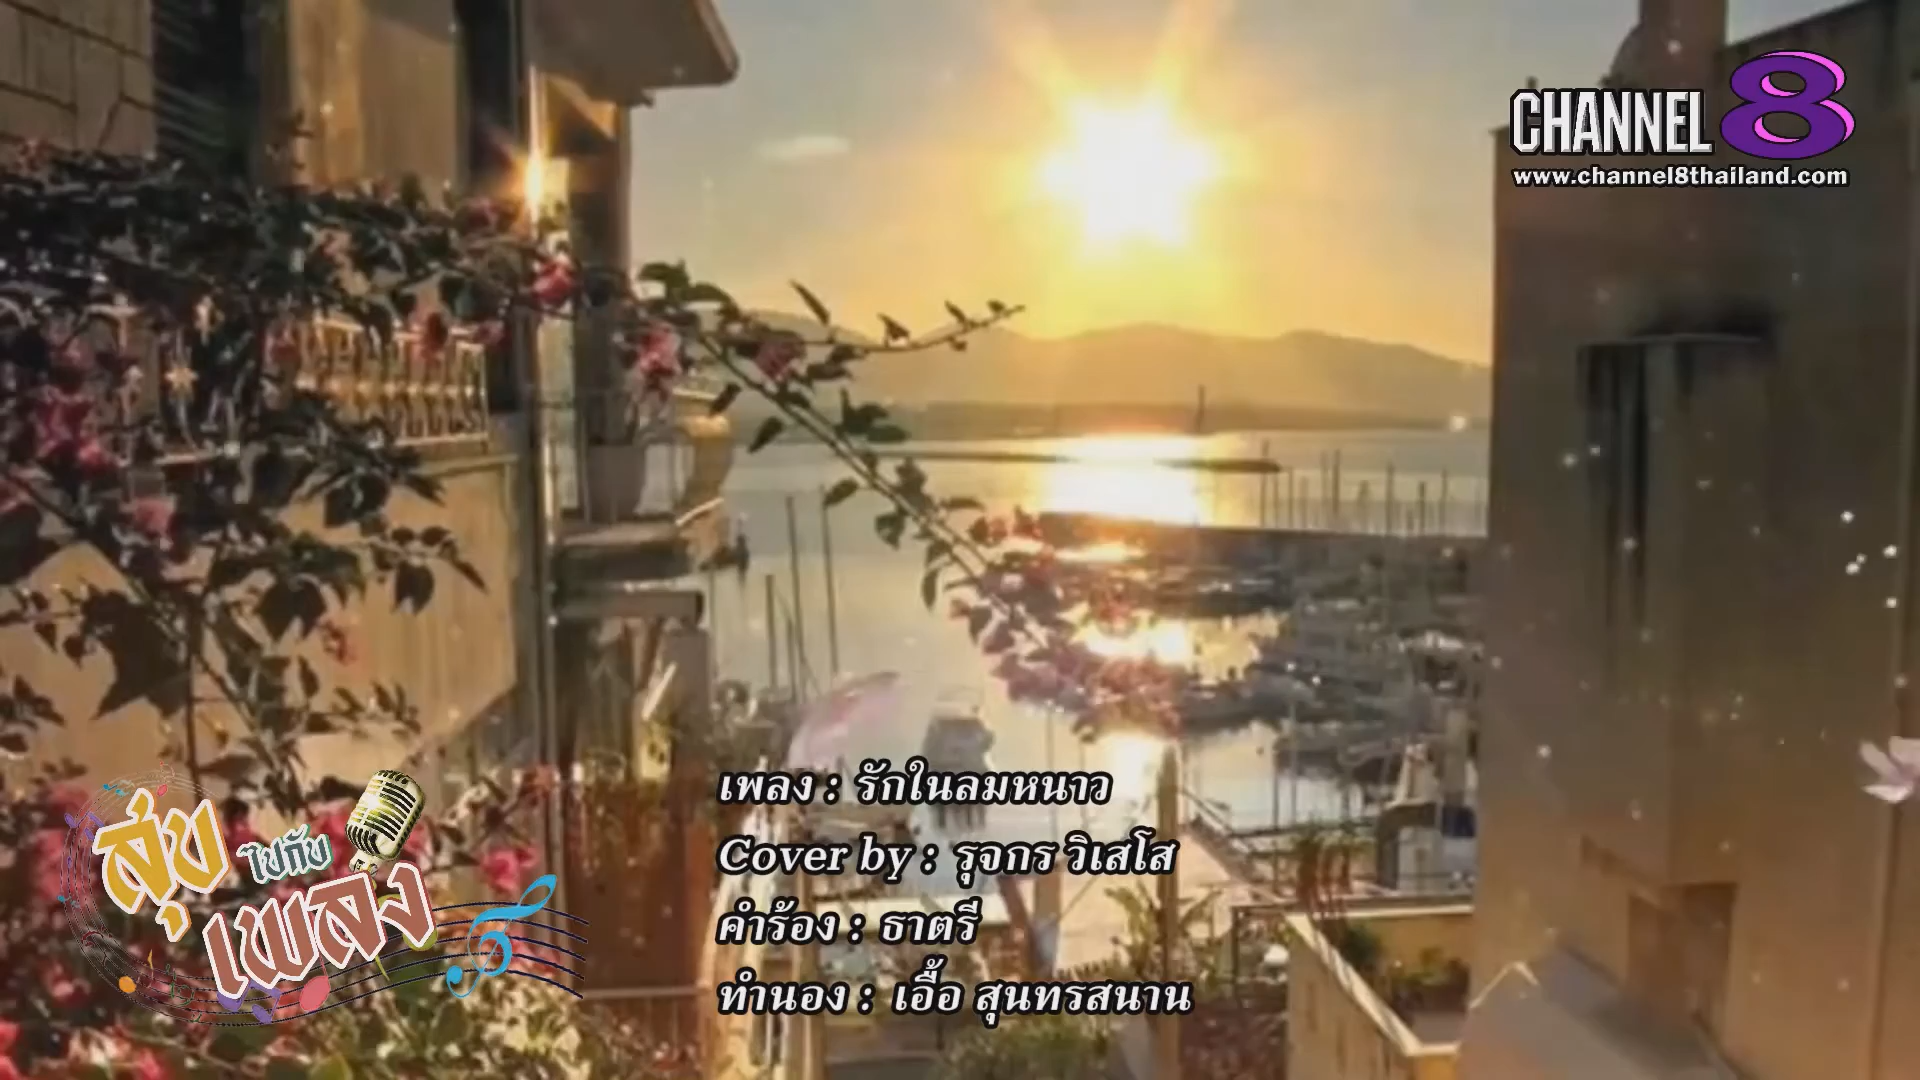 CHANNEL 8
www.channel8thailand.com
สุข
ไปกับ
เพลง
เพลง : รักในลมหนาว
Cover by : รุจกร วิเสโส
คำร้อง : ธาตรี
ทำนอง : เอื้อ สุนทรสนาน